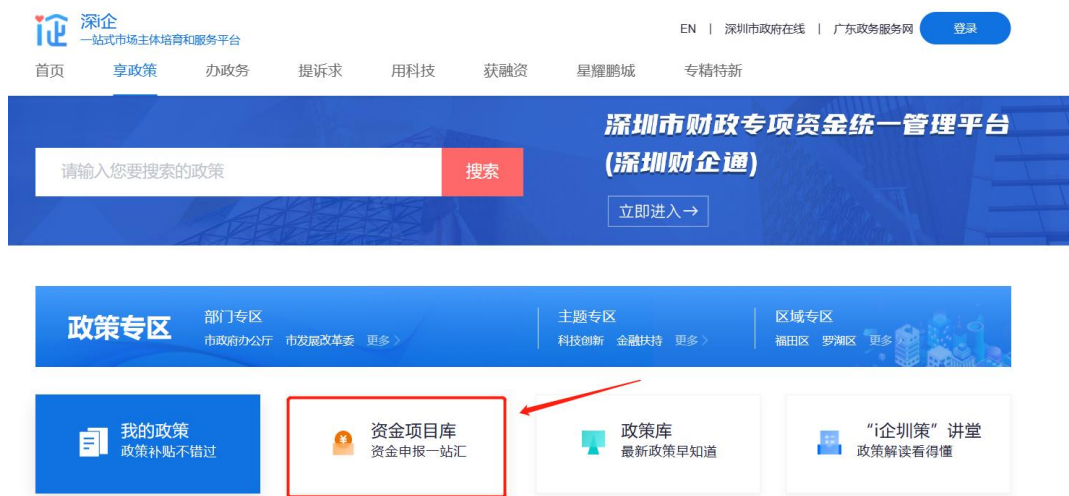 深i企
一站式市场主体培育和服务平台
EN | 深圳市政府在线 | 广东政务服务网 登录
首页 享政策 办政务 提诉求 用科技 获融资 星耀鹏城 专精特新
深圳市财政专项资金统一管理平台
(深圳财企通)
请输入您要搜索的政策 搜索
立即进入→
政策专区
部门专区
市政府办公厅 市发展改革委 更多 >
主题专区
科技创新 金融扶持 更多 >
区域专区
福田区 罗湖区 更多
我的政策
政策补贴不错过
资金项目库
资金申报一站汇
政策库
最新政策早知道
“i企圳策”讲堂
政策解读看得懂